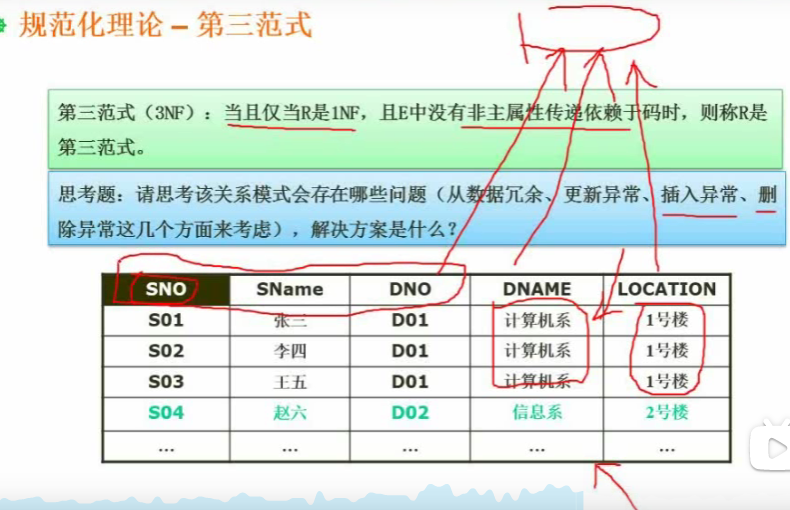 规范化理论 – 第三范式
第三范式（3NF）：当且仅当R是1NF，且E中没有非主属性传递依赖于码时，则称R是
第三范式。
思考题：请思考该关系模式会存在哪些问题（从数据冗余、更新异常、插入异常、删
除异常这几个方面来考虑），解决方案是什么？
SNO SName DNO DNAME LOCATION
S01 张三 D01 计算机系 1号楼
S02 李四 D01 计算机系 1号楼
S03 王五 D01 计算机系 1号楼
S04 赵六 D02 信息系 2号楼
... ... ... ... ...